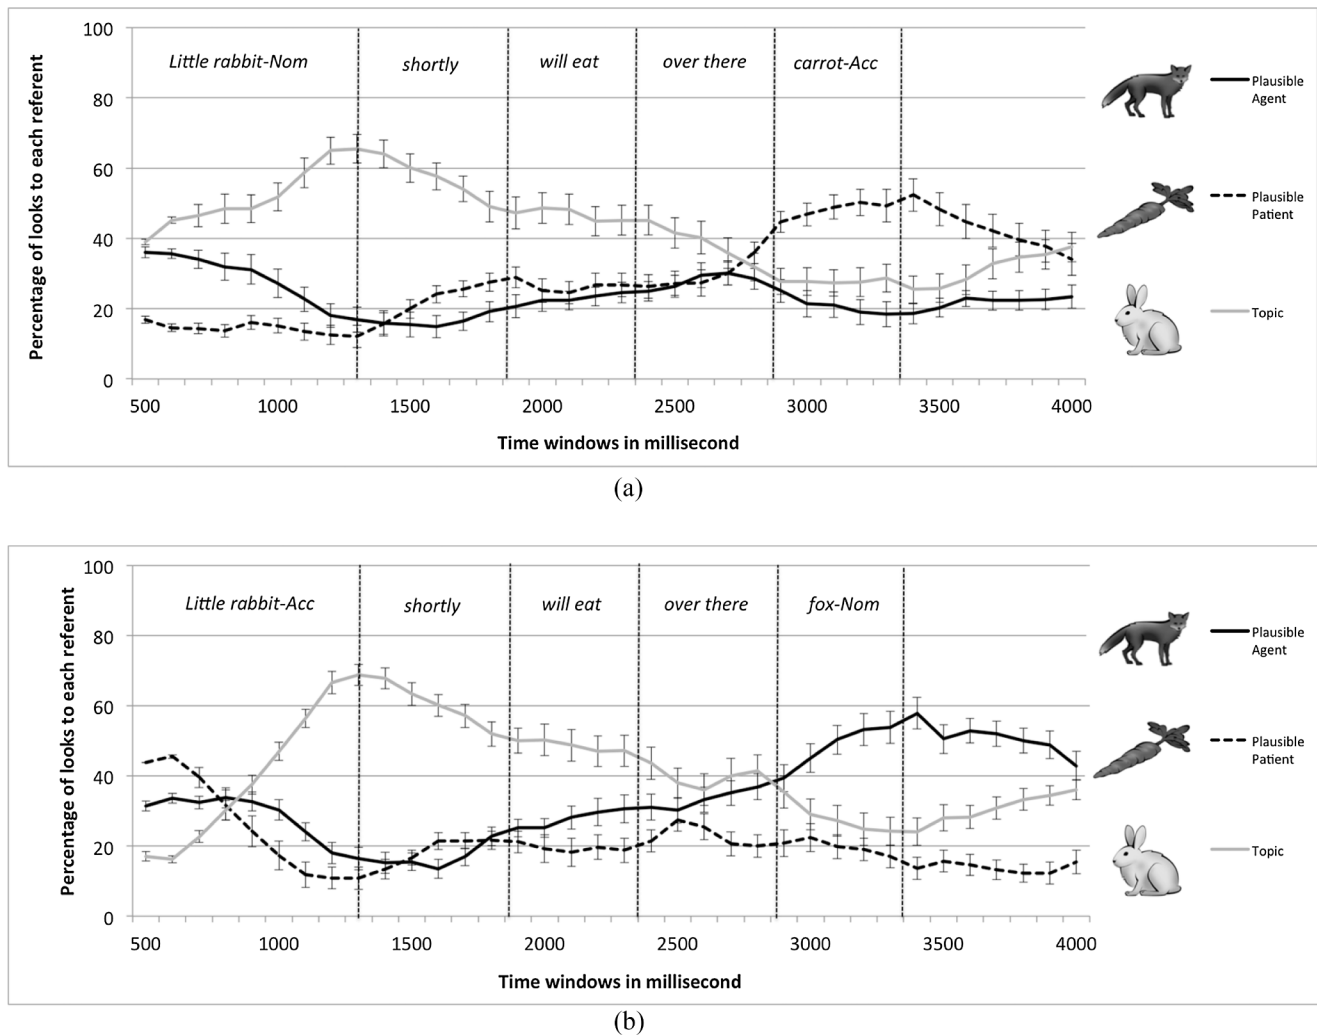 100
80
60
40
20
0
Percentage of looks to each referent
Little rabbit-Nom
shortly
will eat
over there
carrot-Acc
500 1000 1500 2000 2500 3000 3500 4000
Time windows in millisecond
Plausible
Agent
Plausible
Patient
Topic
(a)
100
80
60
40
20
0
Percentage of looks to each referent
Little rabbit-Acc
shortly
will eat
over there
fox-Nom
500 1000 1500 2000 2500 3000 3500 4000
Time windows in millisecond
Plausible
Agent
Plausible
Patient
Topic
(b)